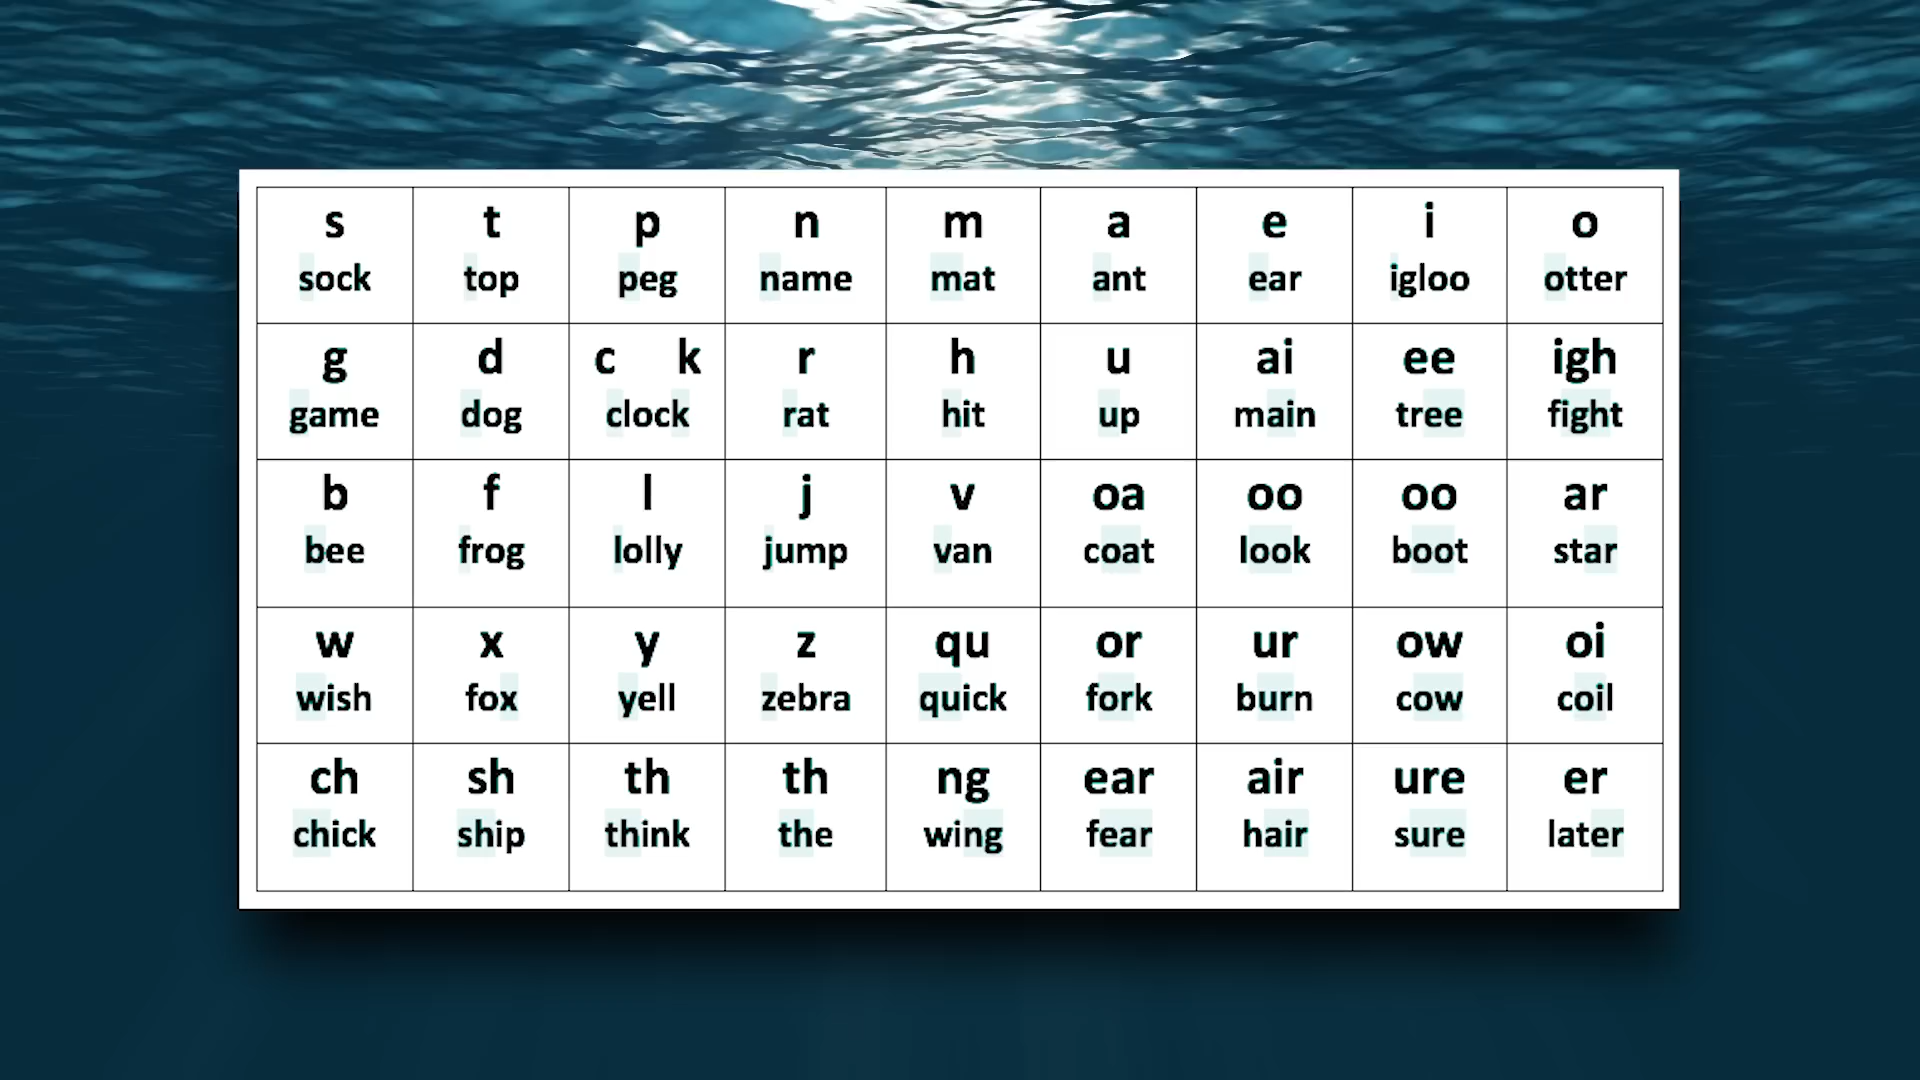 s t p n m a e i o
sock top peg name mat ant ear igloo otter
g d c k r h u ai ee igh
game dog clock rat hit up main tree fight
b f l j v oa oo oo ar
bee frog lolly jump van coat look boot star
w x y z qu or ur ow oi
wish fox yell zebra quick fork burn cow coil
ch sh th th ng ear air ure er
chick ship think the wing fear hair sure later